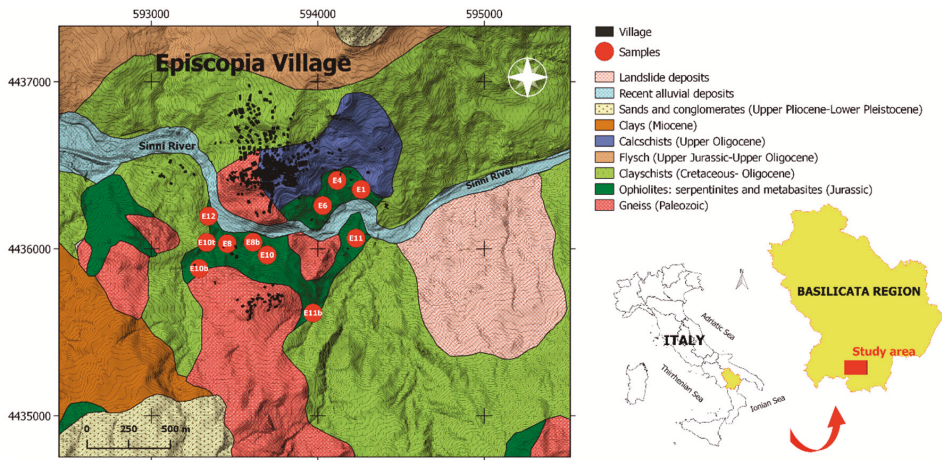 593000 594000 595000
4437000
4436000
4435000
Episcopia Village
Sinni River
Sinni River
E4
E1
E6
E12
E11
E10t
E8
E8b
E10
E10b
E11b
0 250 500 m
Village
Samples
Landslide deposits
Recent alluvial deposits
Sands and conglomerates (Upper Pliocene-Lower Pleistocene)
Clays (Miocene)
Calcschists (Upper Oligocene)
Flysch (Upper Jurassic-Upper Oligocene)
Clayschists (Cretaceous- Oligocene)
Ophiolites: serpentinites and metabasites (Jurassic)
Gneiss (Paleozoic)
N
ITALY
Adriatic Sea
Thirrhenian Sea
Ionian Sea
BASILICATA REGION
Study area